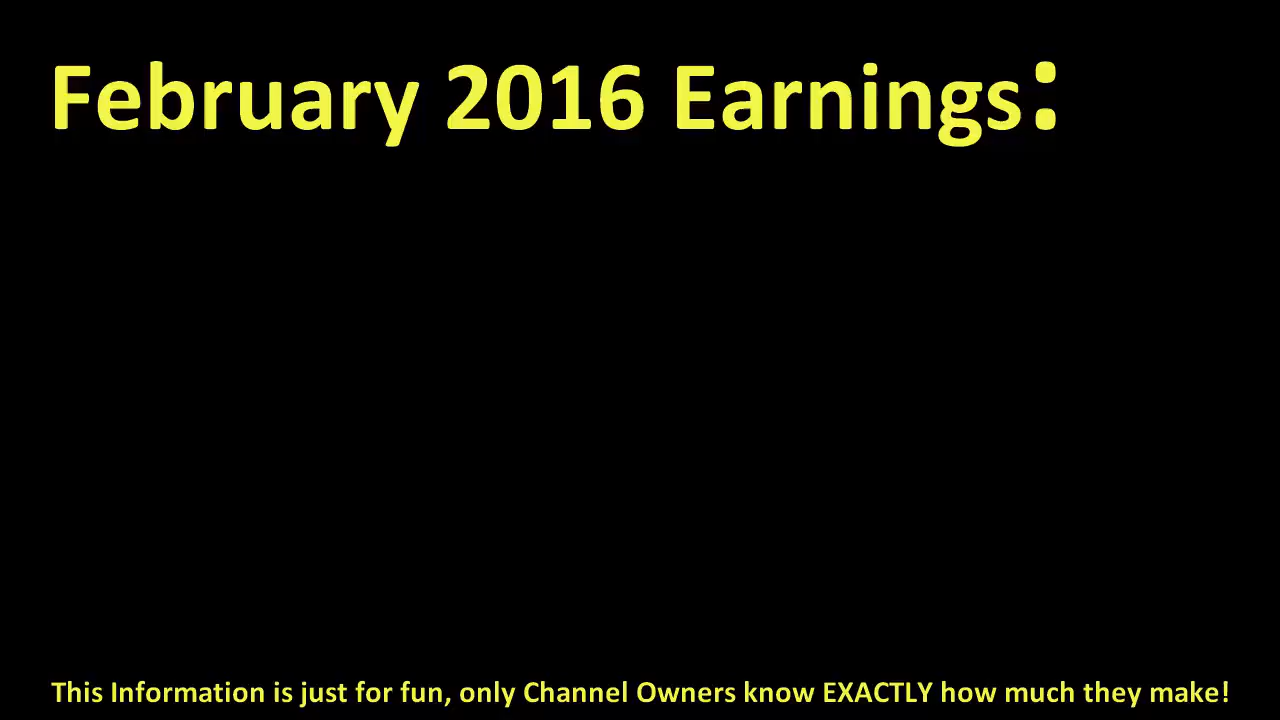 February 2016 Earnings:
This Information is just for fun, only Channel Owners know EXACTLY how much they make!